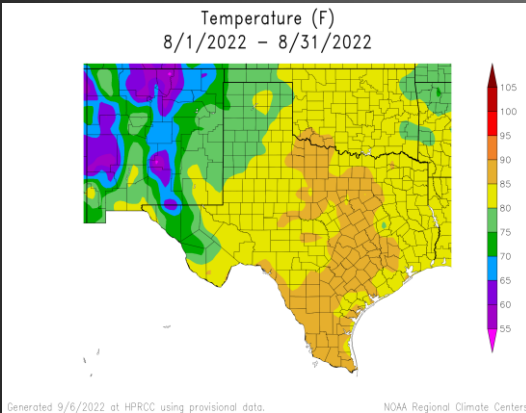 Temperature (F)
8/1/2022 – 8/31/2022
105
100
95
90
85
80
75
70
65
60
55
Generated 9/6/2022 at HPRCC using provisional data.
NOAA Regional Climate Centers